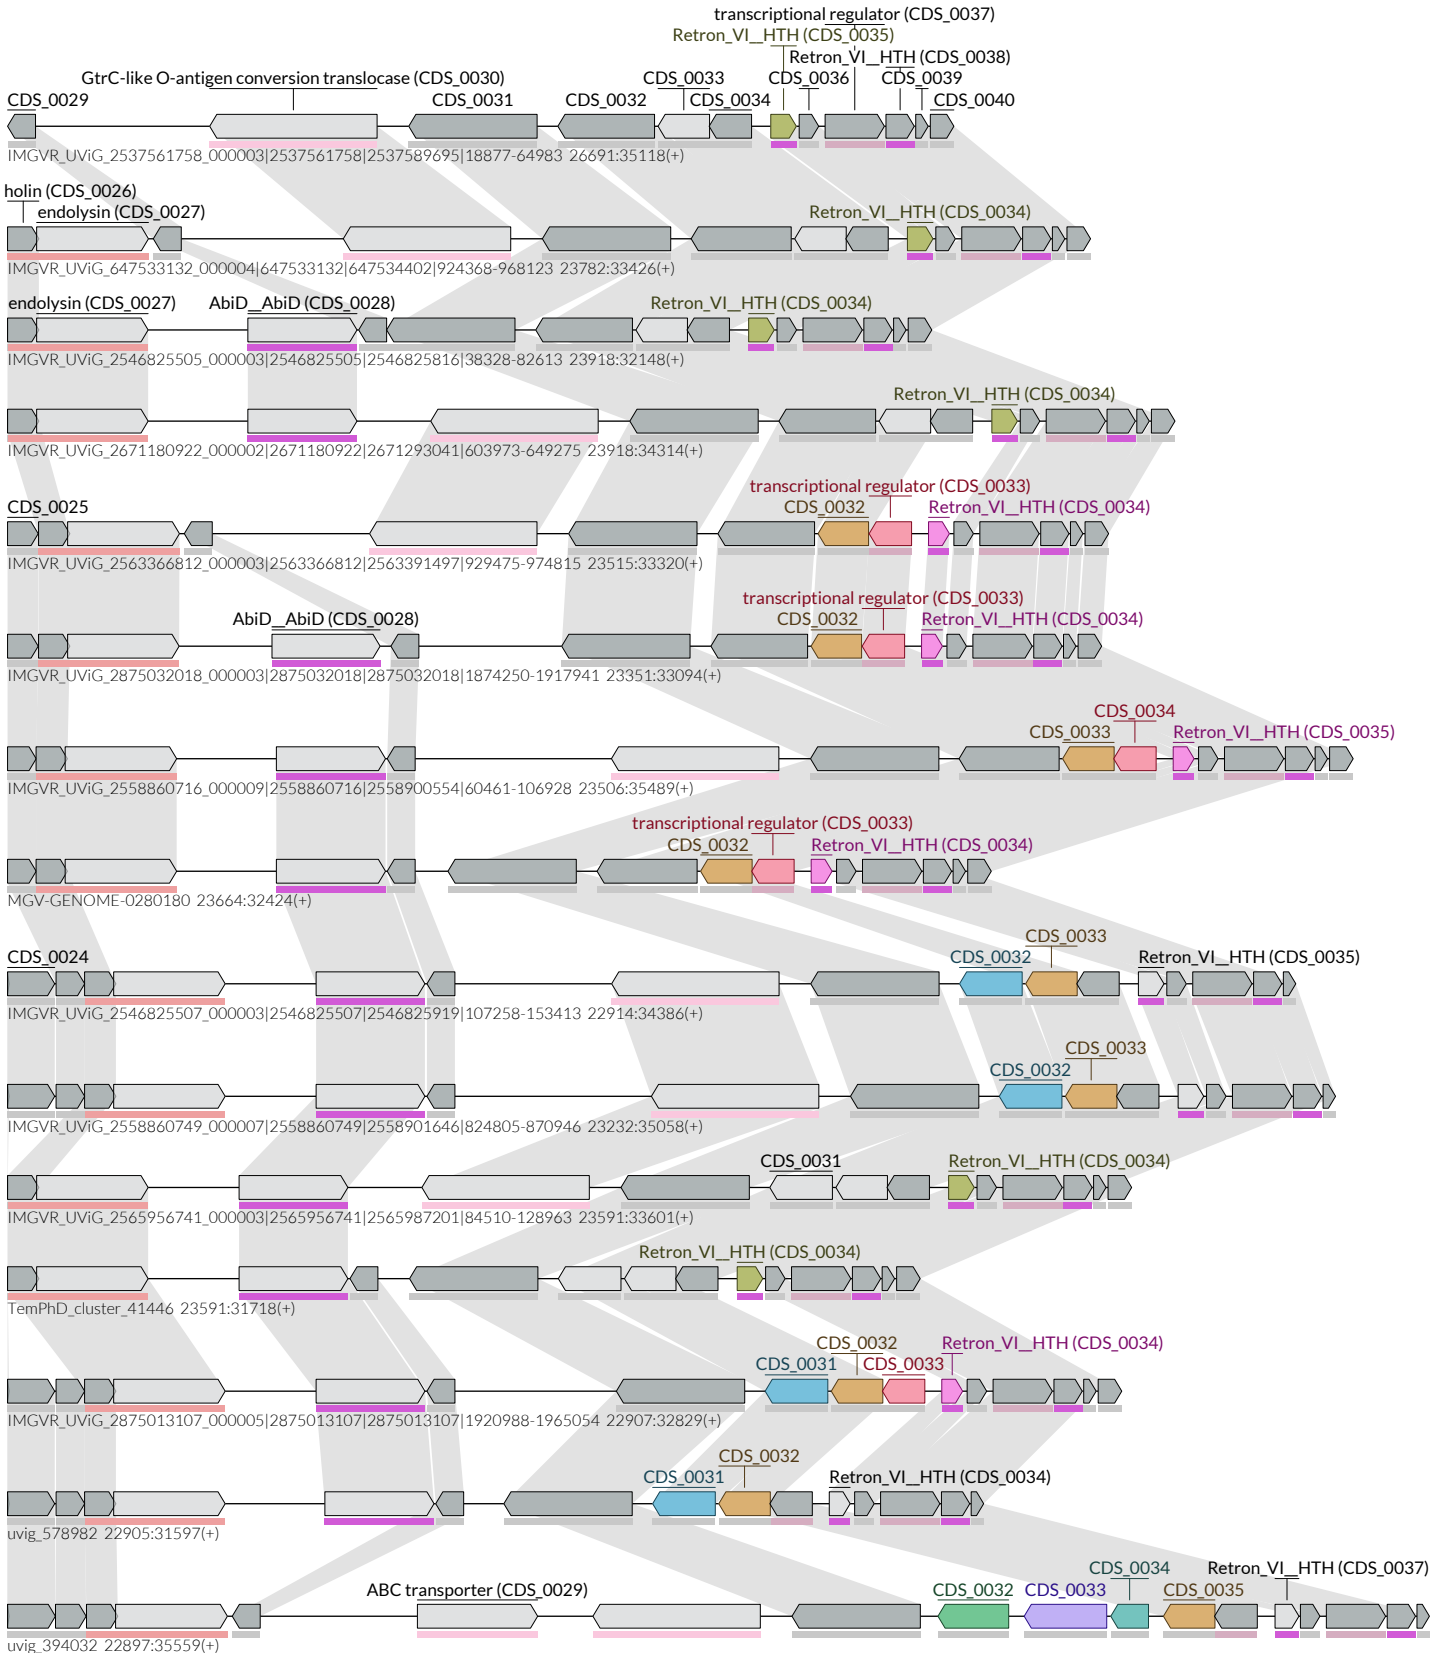 transcriptional regulator (CDS_0037)
Retron_VI__HTH (CDS_0035)
Retron_VI__HTH (CDS_0038)
GtrC-like O-antigen conversion translocase (CDS_0030) CDS_0033 CDS_0036 CDS_0039
CDS_0029 CDS_0031 CDS_0032 CDS_0034 CDS_0040
IMGVR_UViG_2537561758_000003|2537561758|2537589695|18877-64983 26691:35118(+)
holin (CDS_0026)
endolysin (CDS_0027) Retron_VI__HTH (CDS_0034)
IMGVR_UViG_647533132_000004|647533132|647534402|924368-968123 23782:33426(+)
endolysin (CDS_0027) AbiD__AbiD (CDS_0028) Retron_VI__HTH (CDS_0034)
IMGVR_UViG_2546825505_000003|2546825505|2546825816|38328-82613 23918:32148(+)
Retron_VI__HTH (CDS_0034)
IMGVR_UViG_2671180922_000002|2671180922|2671293041|603973-649275 23918:34314(+)
transcriptional regulator (CDS_0033)
CDS_0025 CDS_0032 Retron_VI__HTH (CDS_0034)
IMGVR_UViG_2563366812_000003|2563366812|2563391497|929475-974815 23515:33320(+)
transcriptional regulator (CDS_0033)
AbiD__AbiD (CDS_0028) CDS_0032 Retron_VI__HTH (CDS_0034)
IMGVR_UViG_2875032018_000003|2875032018|2875032018|1874250-1917941 23351:33094(+)
CDS_0034
CDS_0033 Retron_VI__HTH (CDS_0035)
IMGVR_UViG_2558860716_000009|2558860716|2558900554|60461-106928 23506:35489(+)
transcriptional regulator (CDS_0033)
CDS_0032 Retron_VI__HTH (CDS_0034)
MGV-GENOME-0280180 23664:32424(+)
CDS_0033
CDS_0024 CDS_0032 Retron_VI__HTH (CDS_0035)
IMGVR_UViG_2546825507_000003|2546825507|2546825919|107258-153413 22914:34386(+)
CDS_0033
CDS_0032
IMGVR_UViG_2558860749_000007|2558860749|2558901646|824805-870946 23232:35058(+)
CDS_0031 Retron_VI__HTH (CDS_0034)
IMGVR_UViG_2565956741_000003|2565956741|2565987201|84510-128963 23591:33601(+)
Retron_VI__HTH (CDS_0034)
TemPhD_cluster_41446 23591:31718(+)
CDS_0032 Retron_VI__HTH (CDS_0034)
CDS_0031 CDS_0033
IMGVR_UViG_2875013107_000005|2875013107|2875013107|1920988-1965054 22907:32829(+)
CDS_0032
CDS_0031 Retron_VI__HTH (CDS_0034)
uvig_578982 22905:31597(+)
CDS_0034 Retron_VI__HTH (CDS_0037)
ABC transporter (CDS_0029) CDS_0032 CDS_0033 CDS_0035
uvig_394032 22897:35559(+)